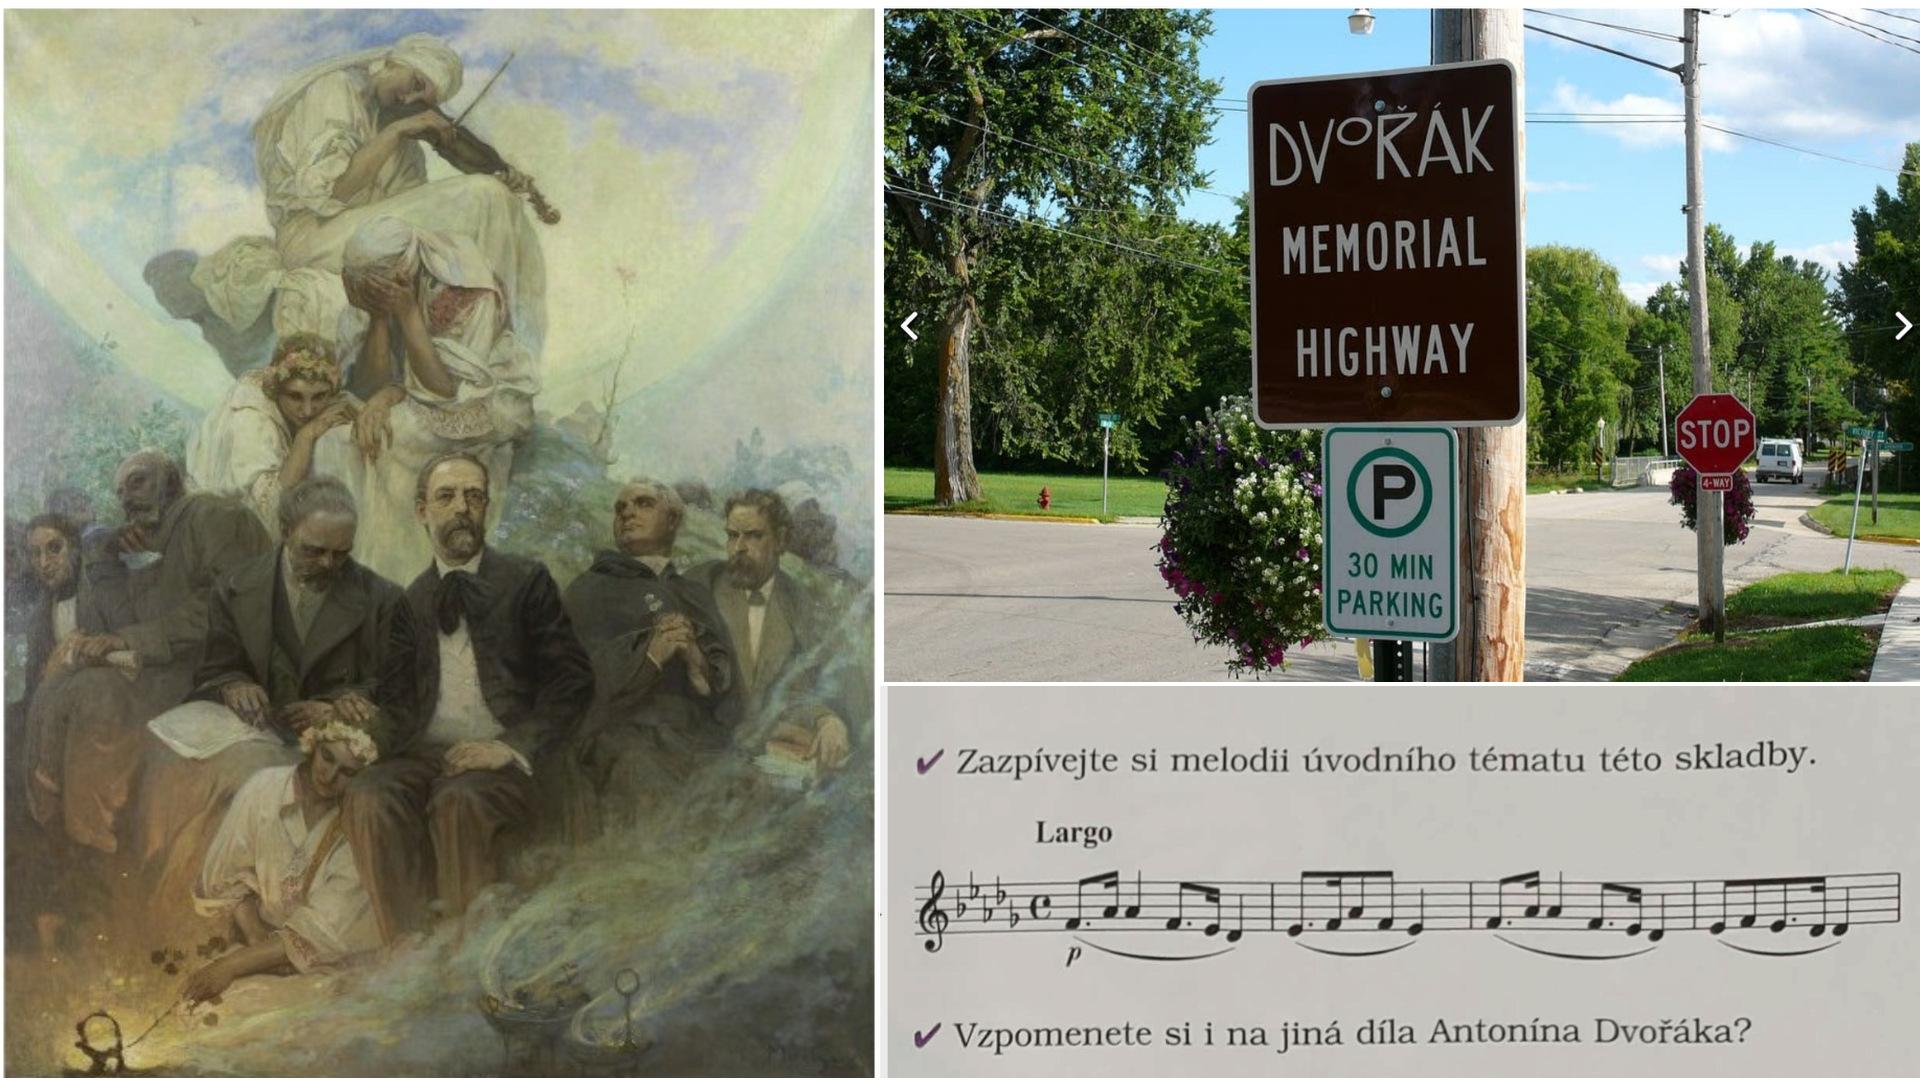 DVOŘÁK
MEMORIAL
HIGHWAY
P
30 MIN
PARKING
STOP
4-WAY
✓ Zazpívejte si melodii úvodního tématu této skladby.
Largo
p
✓ Vzpomenete si i na jiná díla Antonína Dvořáka?